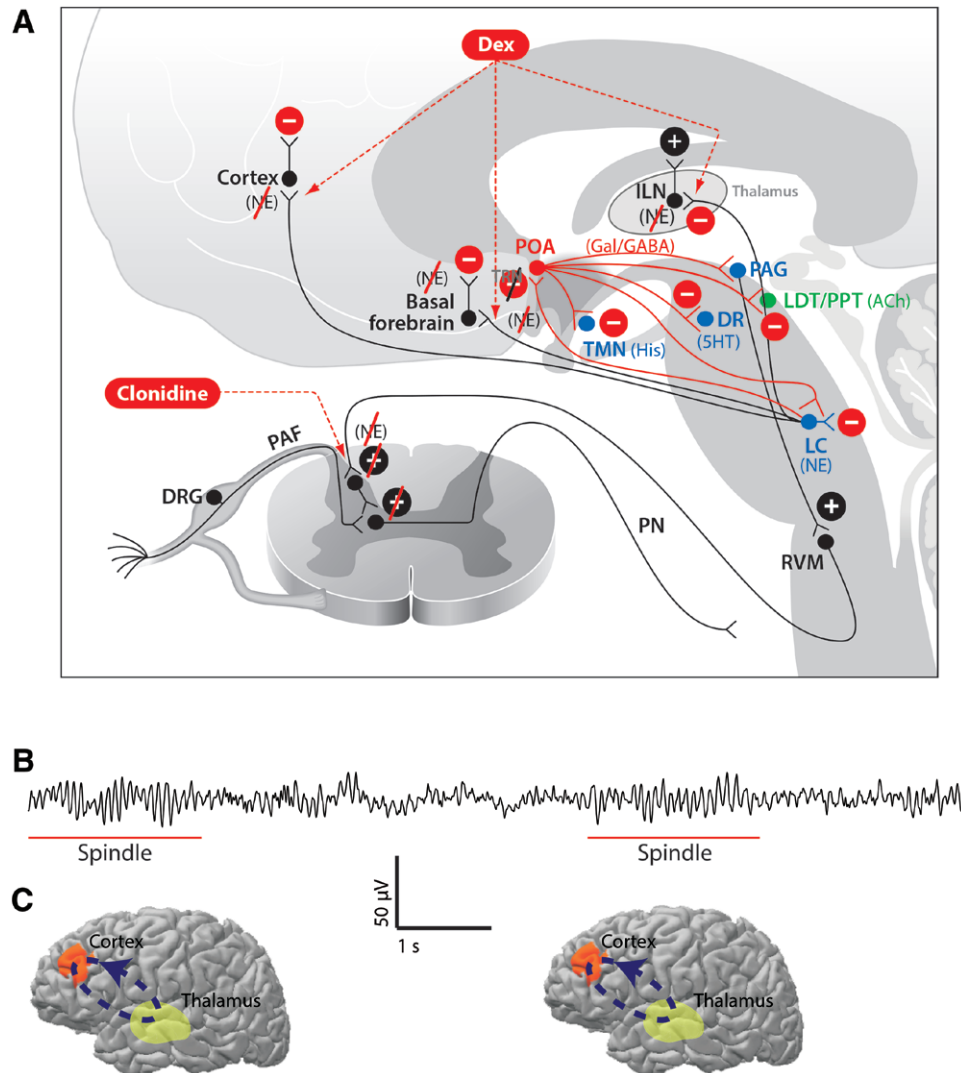 A
Dex
Cortex
(NE)
ILN
(NE)
Thalamus
POA
(Gal/GABA)
PAG
(NE)
TRN
Basal
forebrain
(NE)
LDT/PPT (ACh)
DR
(5HT)
TMN (His)
Clonidine
PAF
(NE)
LC
(NE)
DRG
PN
RVM
B
Spindle
Spindle
50 µV
1 s
C
Cortex
Thalamus
Cortex
Thalamus